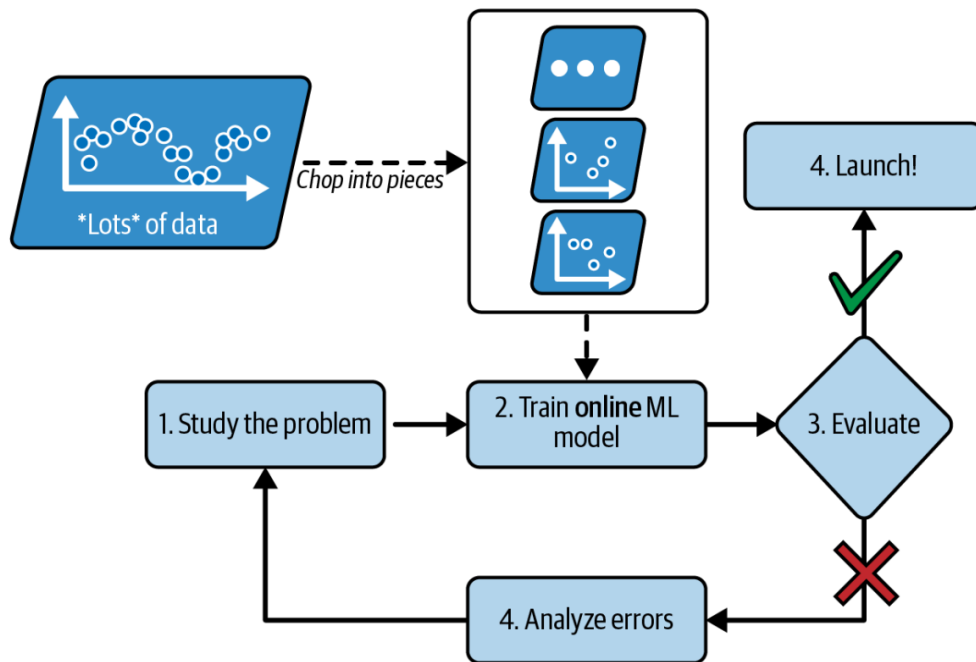 *Lots* of data
Chop into pieces
4. Launch!
1. Study the problem
2. Train online ML
model
3. Evaluate
4. Analyze errors